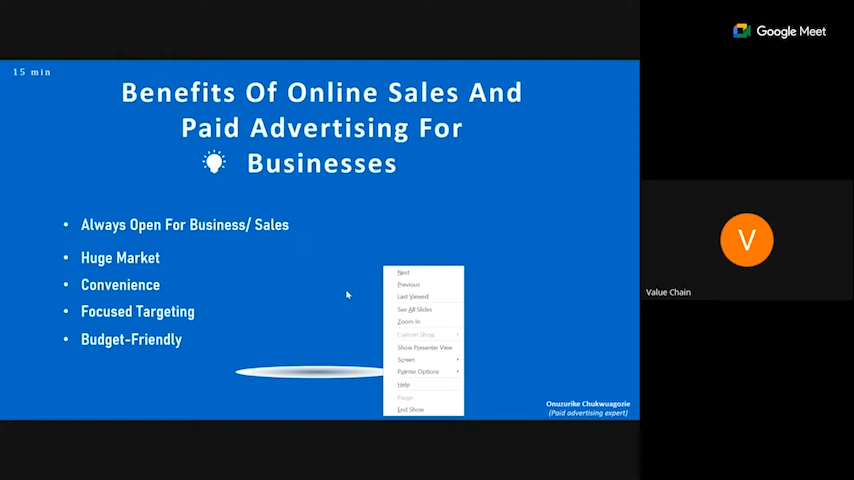 Google Meet
15 min
Benefits Of Online Sales And
Paid Advertising For
Businesses
• Always Open For Business/ Sales
• Huge Market
• Convenience
• Focused Targeting
• Budget-Friendly
Next
Previous
Last Viewed
See All Slides
Zoom In
Custom Show
Show Presenter View
Screen
Pointer Options
Help
Pause
End Show
Onuzurike Chukwuagozie
(Paid advertising expert)
V
Value Chain